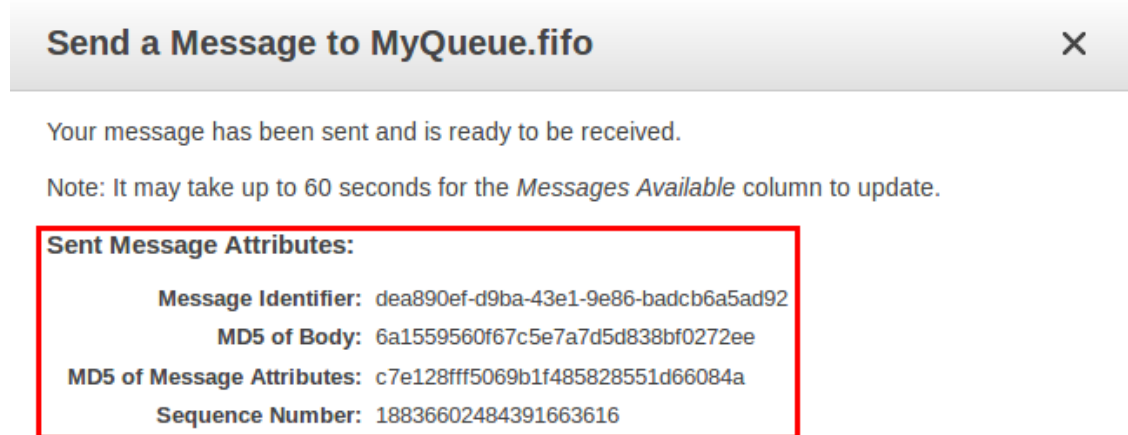 Send a Message to MyQueue.fifo
Your message has been sent and is ready to be received.
Note: It may take up to 60 seconds for the Messages Available column to update.
Sent Message Attributes:
Message Identifier: dea890ef-d9ba-43e1-9e86-badcb6a5ad92
MD5 of Body: 6a1559560f67c5e7a7d5d838bf0272ee
MD5 of Message Attributes: c7e128fff5069b1f485828551d66084a
Sequence Number: 18836602484391663616